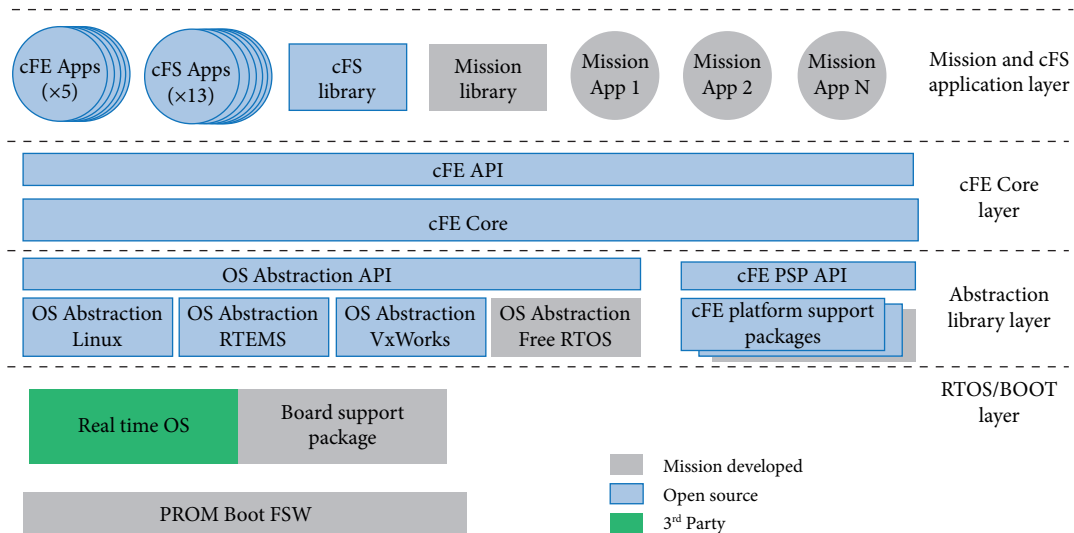 cFE Apps
(×5)
cFS Apps
(×13)
cFS
library
Mission
library
Mission
App 1
Mission
App 2
Mission
App N
Mission and cFS
application layer
cFE API
cFE Core
cFE Core
layer
OS Abstraction API
cFE PSP API
OS Abstraction
Linux
OS Abstraction
RTEMS
OS Abstraction
VxWorks
OS Abstraction
Free RTOS
cFE platform support
packages
Abstraction
library layer
RTOS/BOOT
layer
Real time OS
Board support
package
PROM Boot FSW
Mission developed
Open source
3rd Party